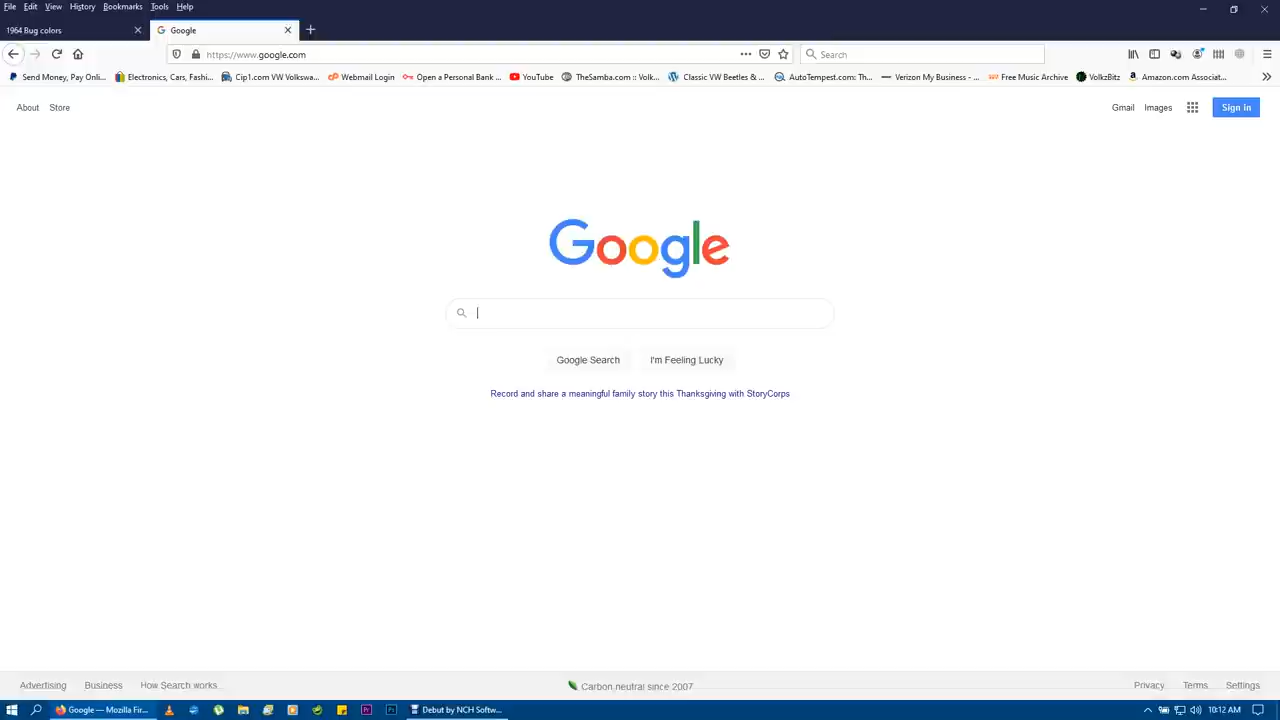 File Edit View History Bookmarks Tools Help
1964 Bug colors
Google
https://www.google.com
Search
Send Money, Pay Onli... Electronics, Cars, Fashi... Cip1.com VW Volkswa... Webmail Login Open a Personal Bank ... YouTube TheSamba.com :: Volk... Classic VW Beetles & ... AutoTempest.com: Th... Verizon My Business - ... Free Music Archive VolkzBitz Amazon.com Associat...
About Store
Gmail Images Sign in
Google
Google Search I'm Feeling Lucky
Record and share a meaningful family story this Thanksgiving with StoryCorps
Advertising Business How Search works
Carbon neutral since 2007
Privacy Terms Settings
Google — Mozilla Fir... Debut by NCH Softw... 10:12 AM